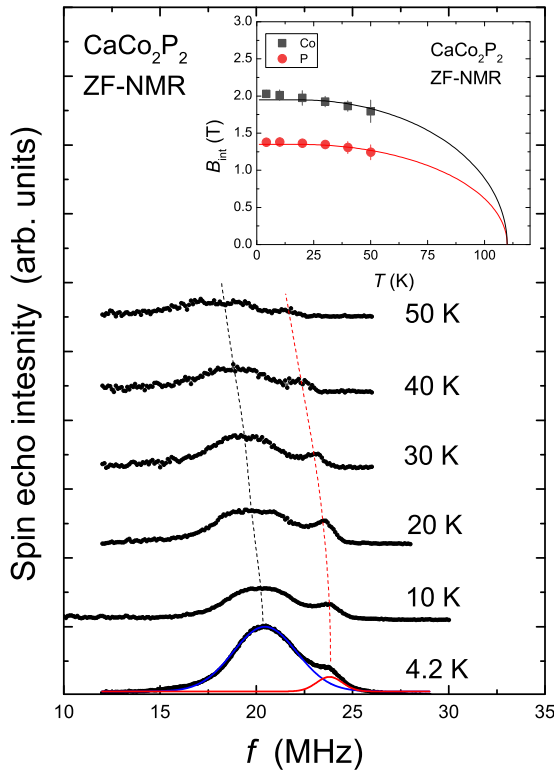 CaCo2P2
ZF-NMR
Co
P
CaCo2P2
ZF-NMR
2.0
1.5
1.0
0.5
0.0
3.0
2.5
Bint (T)
0 25 50 75 100
T (K)
50 K
40 K
30 K
20 K
10 K
4.2 K
Spin echo intesnity (arb. units)
10 15 20 25 30 35
f (MHz)